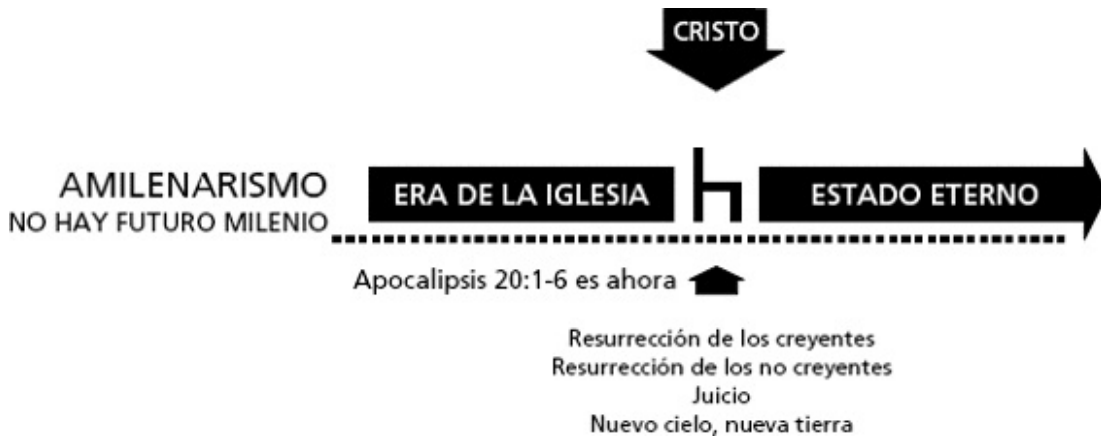 CRISTO
AMILENARISMO
NO HAY FUTURO MILENIO
ERA DE LA IGLESIA
ESTADO ETERNO
Apocalipsis 20:1-6 es ahora
Resurrección de los creyentes
Resurrección de los no creyentes
Juicio
Nuevo cielo, nueva tierra